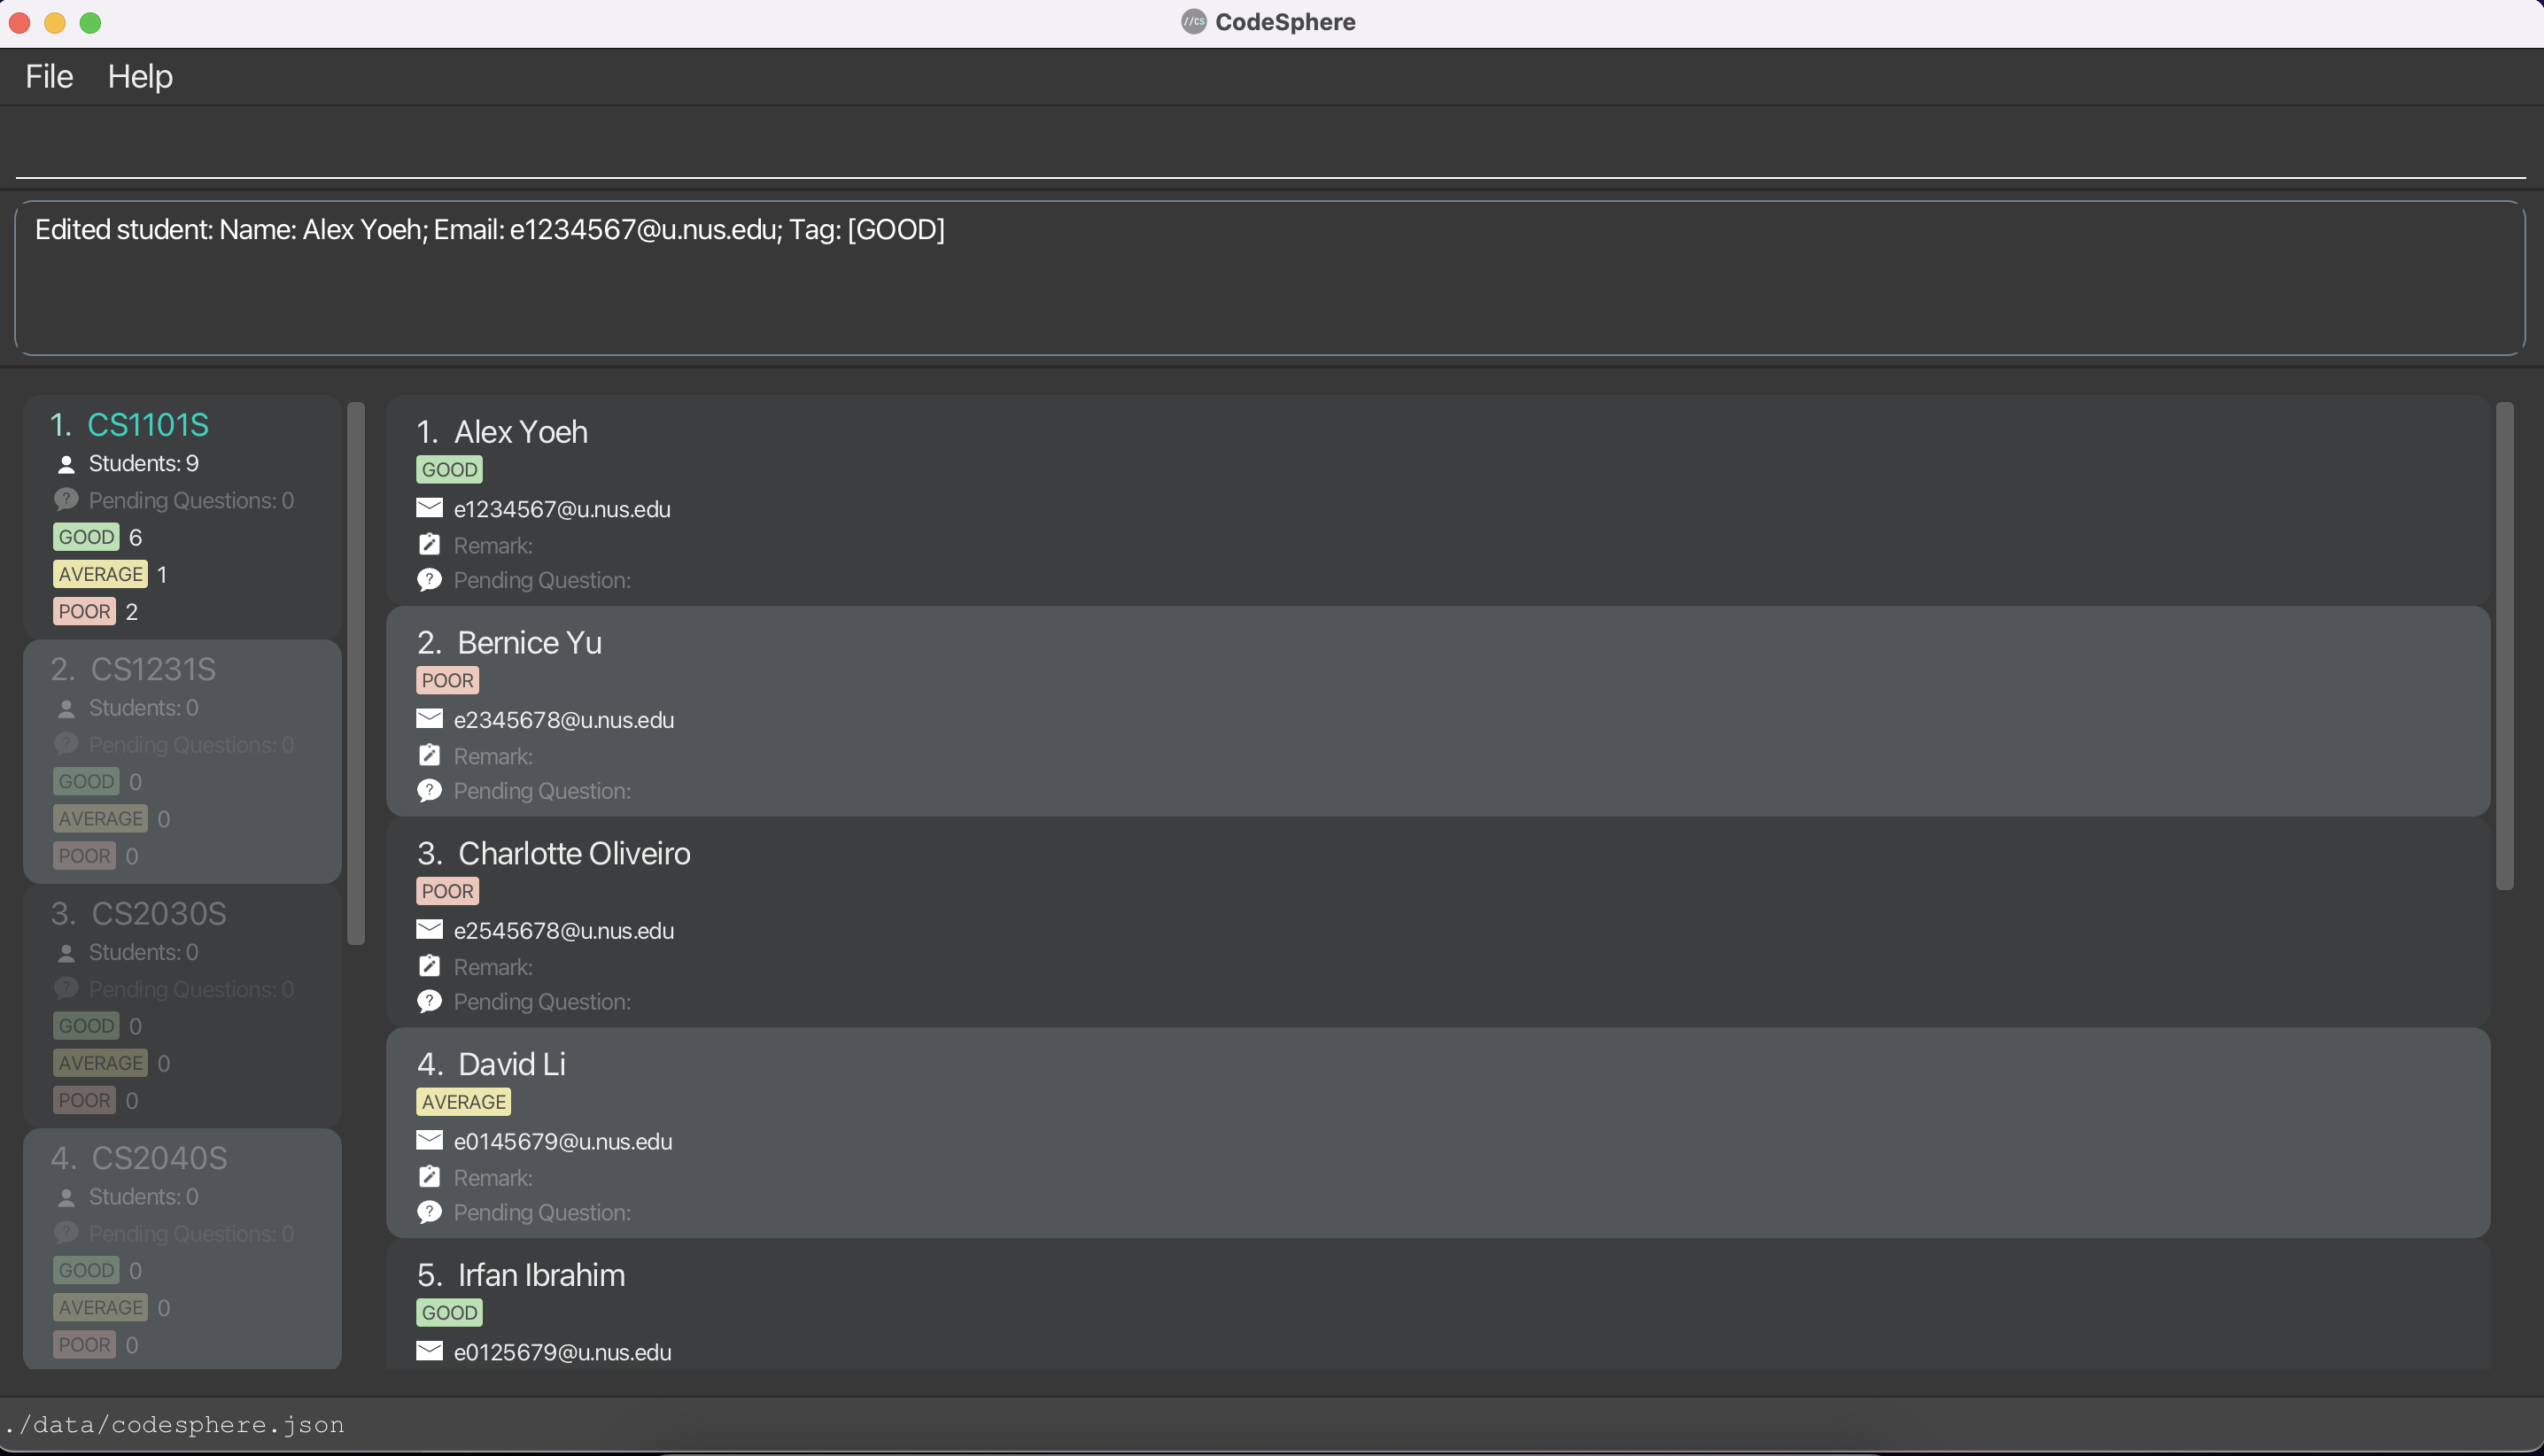 //CS CodeSphere
File Help
Edited student: Name: Alex Yoeh; Email: e1234567@u.nus.edu; Tag: [GOOD]
1. CS1101S
Students: 9
? Pending Questions: 0
GOOD 6
AVERAGE 1
POOR 2
2. CS1231S
Students: 0
? Pending Questions: 0
GOOD 0
AVERAGE 0
POOR 0
3. CS2030S
Students: 0
? Pending Questions: 0
GOOD 0
AVERAGE 0
POOR 0
4. CS2040S
Students: 0
? Pending Questions: 0
GOOD 0
AVERAGE 0
POOR 0
1. Alex Yoeh
GOOD
e1234567@u.nus.edu
Remark:
? Pending Question:
2. Bernice Yu
POOR
e2345678@u.nus.edu
Remark:
? Pending Question:
3. Charlotte Oliveiro
POOR
e2545678@u.nus.edu
Remark:
? Pending Question:
4. David Li
AVERAGE
e0145679@u.nus.edu
Remark:
? Pending Question:
5. Irfan Ibrahim
GOOD
e0125679@u.nus.edu
./data/codesphere.json